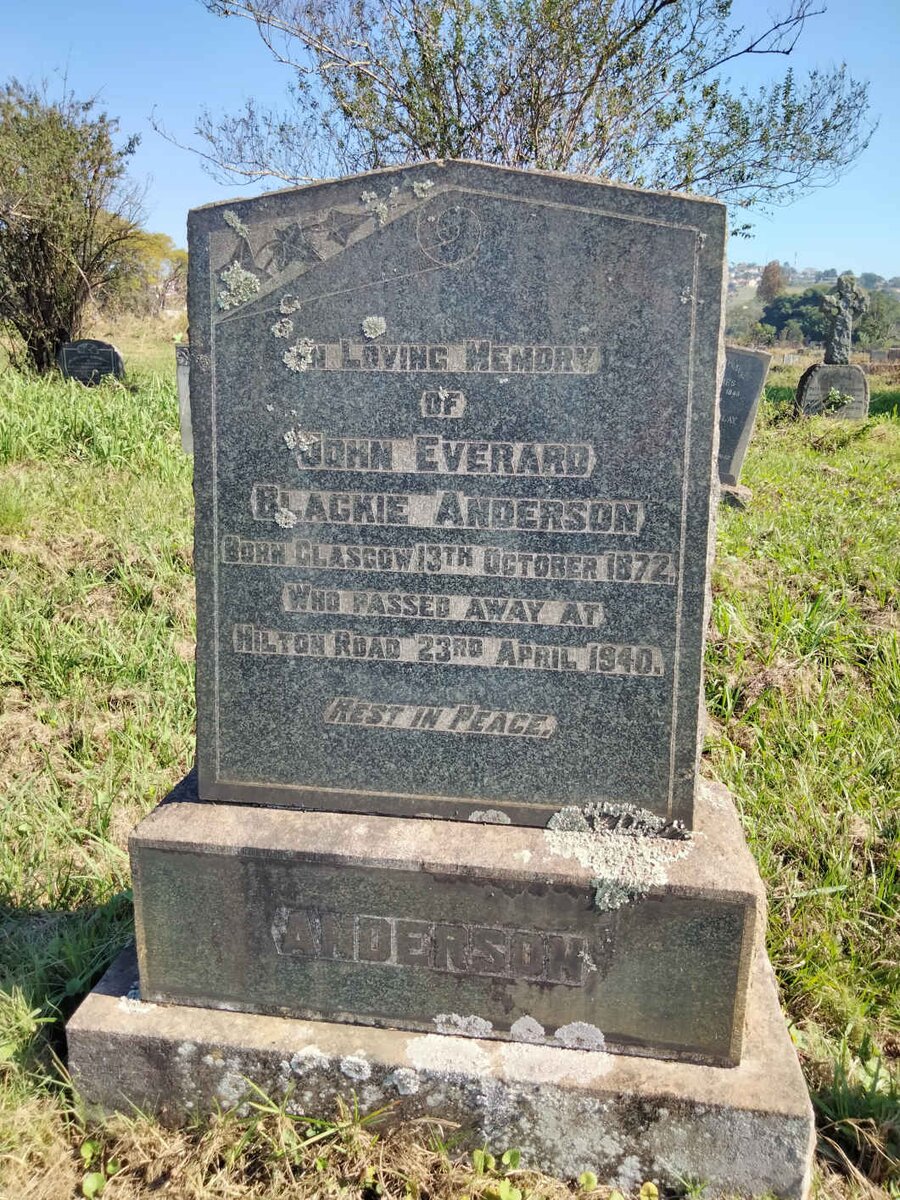 IN LOVING MEMORY
OF
JOHN EVERARD
BLACKIE ANDERSON
BORN GLASGOW 13TH OCTOBER 1872.
WHO PASSED AWAY AT
HILTON ROAD 23RD APRIL 1940.
REST IN PEACE.
ANDERSON